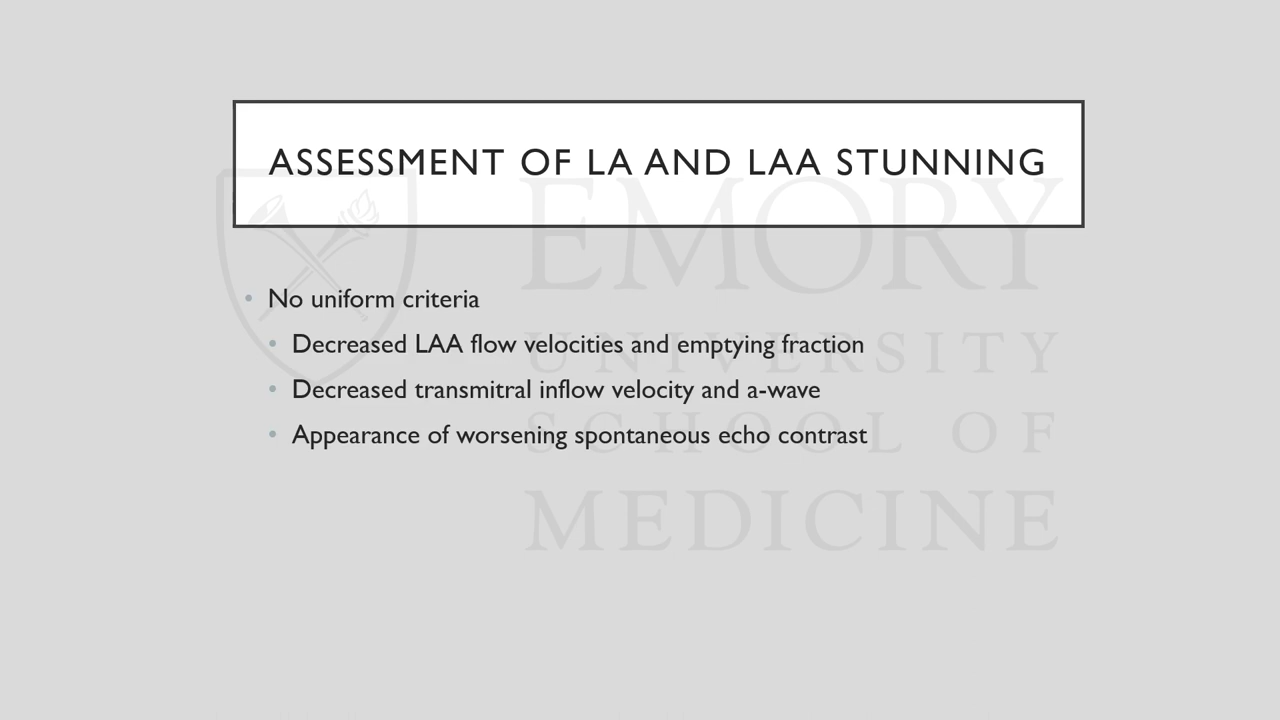 ASSESSMENT OF LA AND LAA STUNNING
• No uniform criteria
• Decreased LAA flow velocities and emptying fraction
• Decreased transmitral inflow velocity and a-wave
• Appearance of worsening spontaneous echo contrast
EMORY
UNIVERSITY
SCHOOL OF
MEDICINE